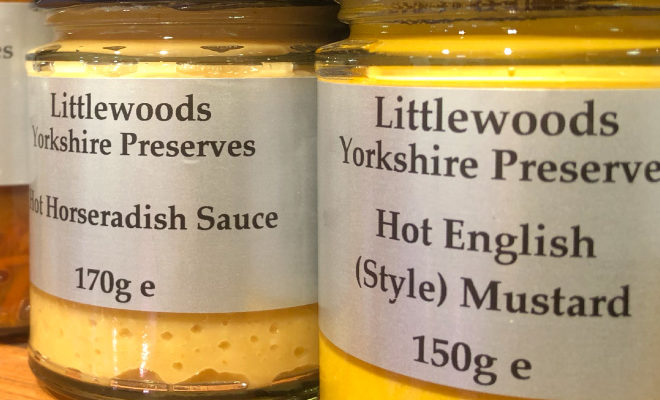 s
Littlewoods
Yorkshire Preserves
Hot Horseradish Sauce
170g e
Littlewoods
Yorkshire Preserve
Hot English
(Style) Mustard
150g e